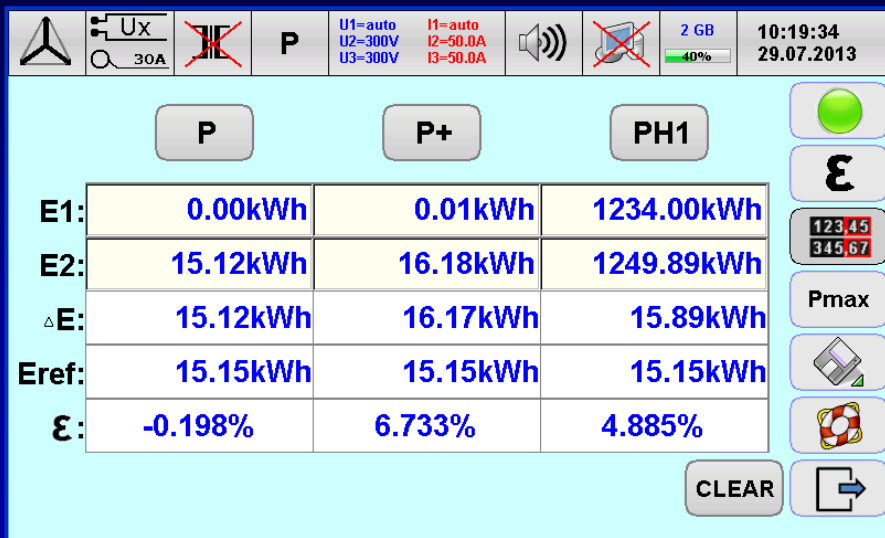 Ux
30A
P
U1=auto I1=auto
U2=300V I2=50.0A
U3=300V I3=50.0A
2 GB
40%
10:19:34
29.07.2013
P P+ PH1
ε
E1: 0.00kWh 0.01kWh 1234.00kWh
123,45
345,67
E2: 15.12kWh 16.18kWh 1249.89kWh
△E: 15.12kWh 16.17kWh 15.89kWh
Pmax
Eref: 15.15kWh 15.15kWh 15.15kWh
ε: -0.198% 6.733% 4.885%
CLEAR